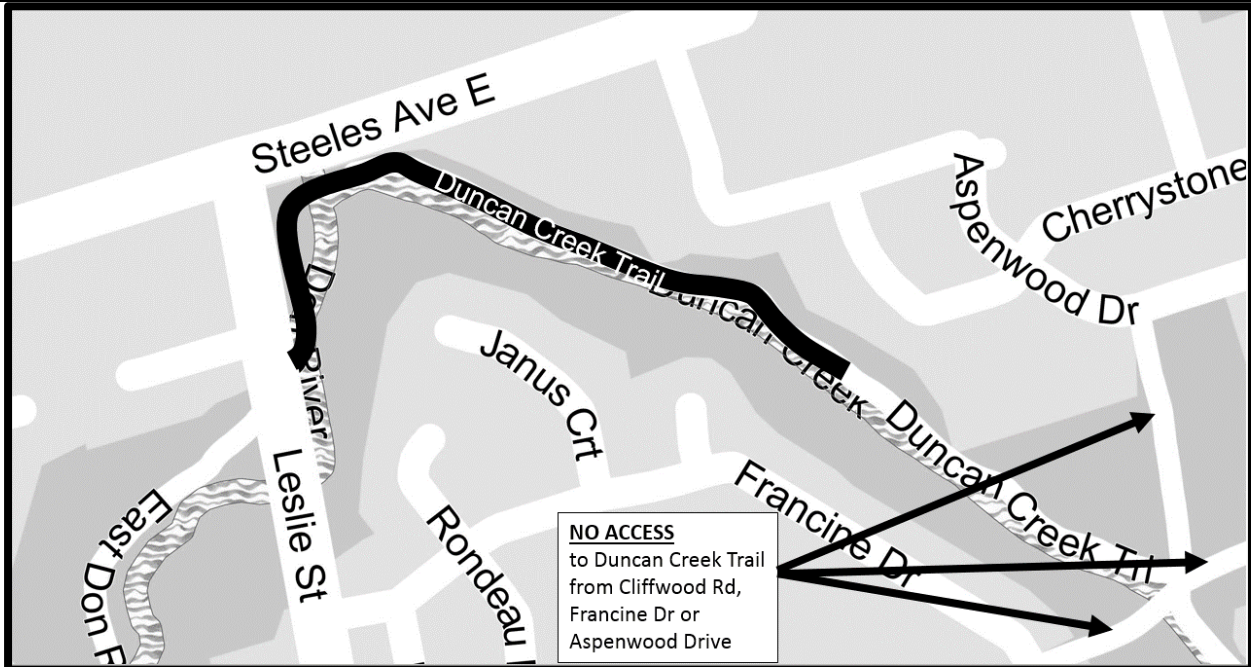 Steeles Ave E
Duncan Creek Trail
Aspenwood Dr
Cherrystone
Duncan Creek
Janus Crt
River
Duncan Creek Trl
Leslie St
Francine Dr
East Don R
Rondeau
NO ACCESS
to Duncan Creek Trail
from Cliffwood Rd,
Francine Dr or
Aspenwood Drive